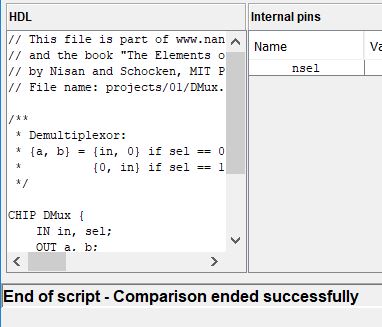 HDL
// This file is part of www.nan
// and the book "The Elements o
// by Nisan and Schocken, MIT P
// File name: projects/01/DMux.
/**
* Demultiplexor:
* {a, b} = {in, 0} if sel == 0
* {0, in} if sel == 1
*/
CHIP DMux {
IN in, sel;
OUT a, b;
Internal pins
Name Va
nsel
End of script - Comparison ended successfully